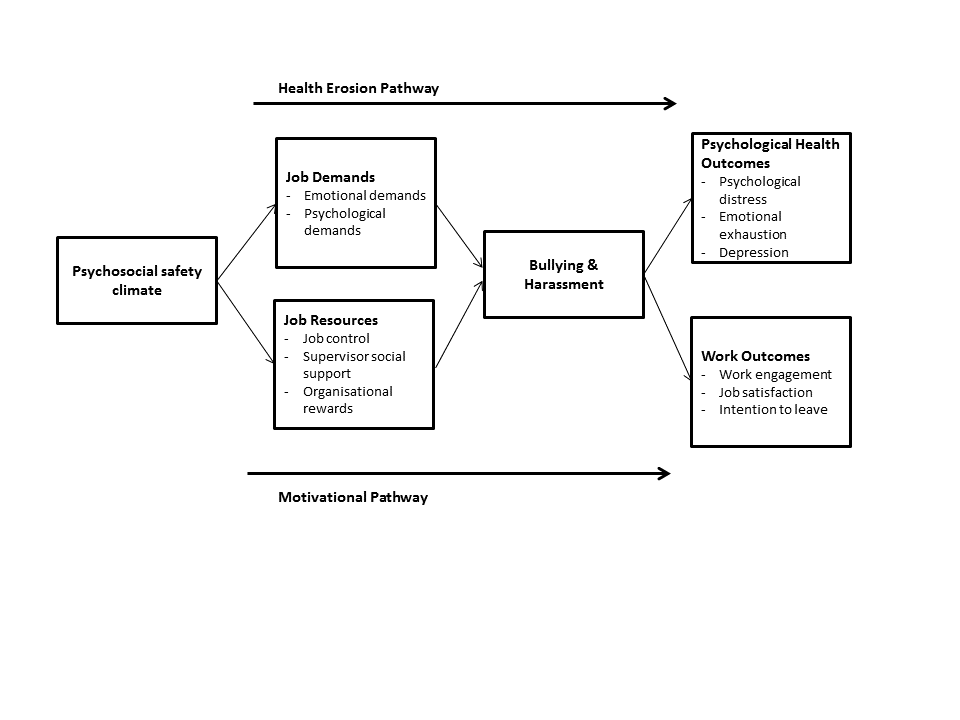 Health Erosion Pathway
Psychosocial safety
climate
Job Demands
- Emotional demands
- Psychological
demands
Job Resources
- Job control
- Supervisor social
support
- Organisational
rewards
Bullying &
Harassment
Psychological Health
Outcomes
- Psychological
distress
- Emotional
exhaustion
- Depression
Work Outcomes
- Work engagement
- Job satisfaction
- Intention to leave
Motivational Pathway